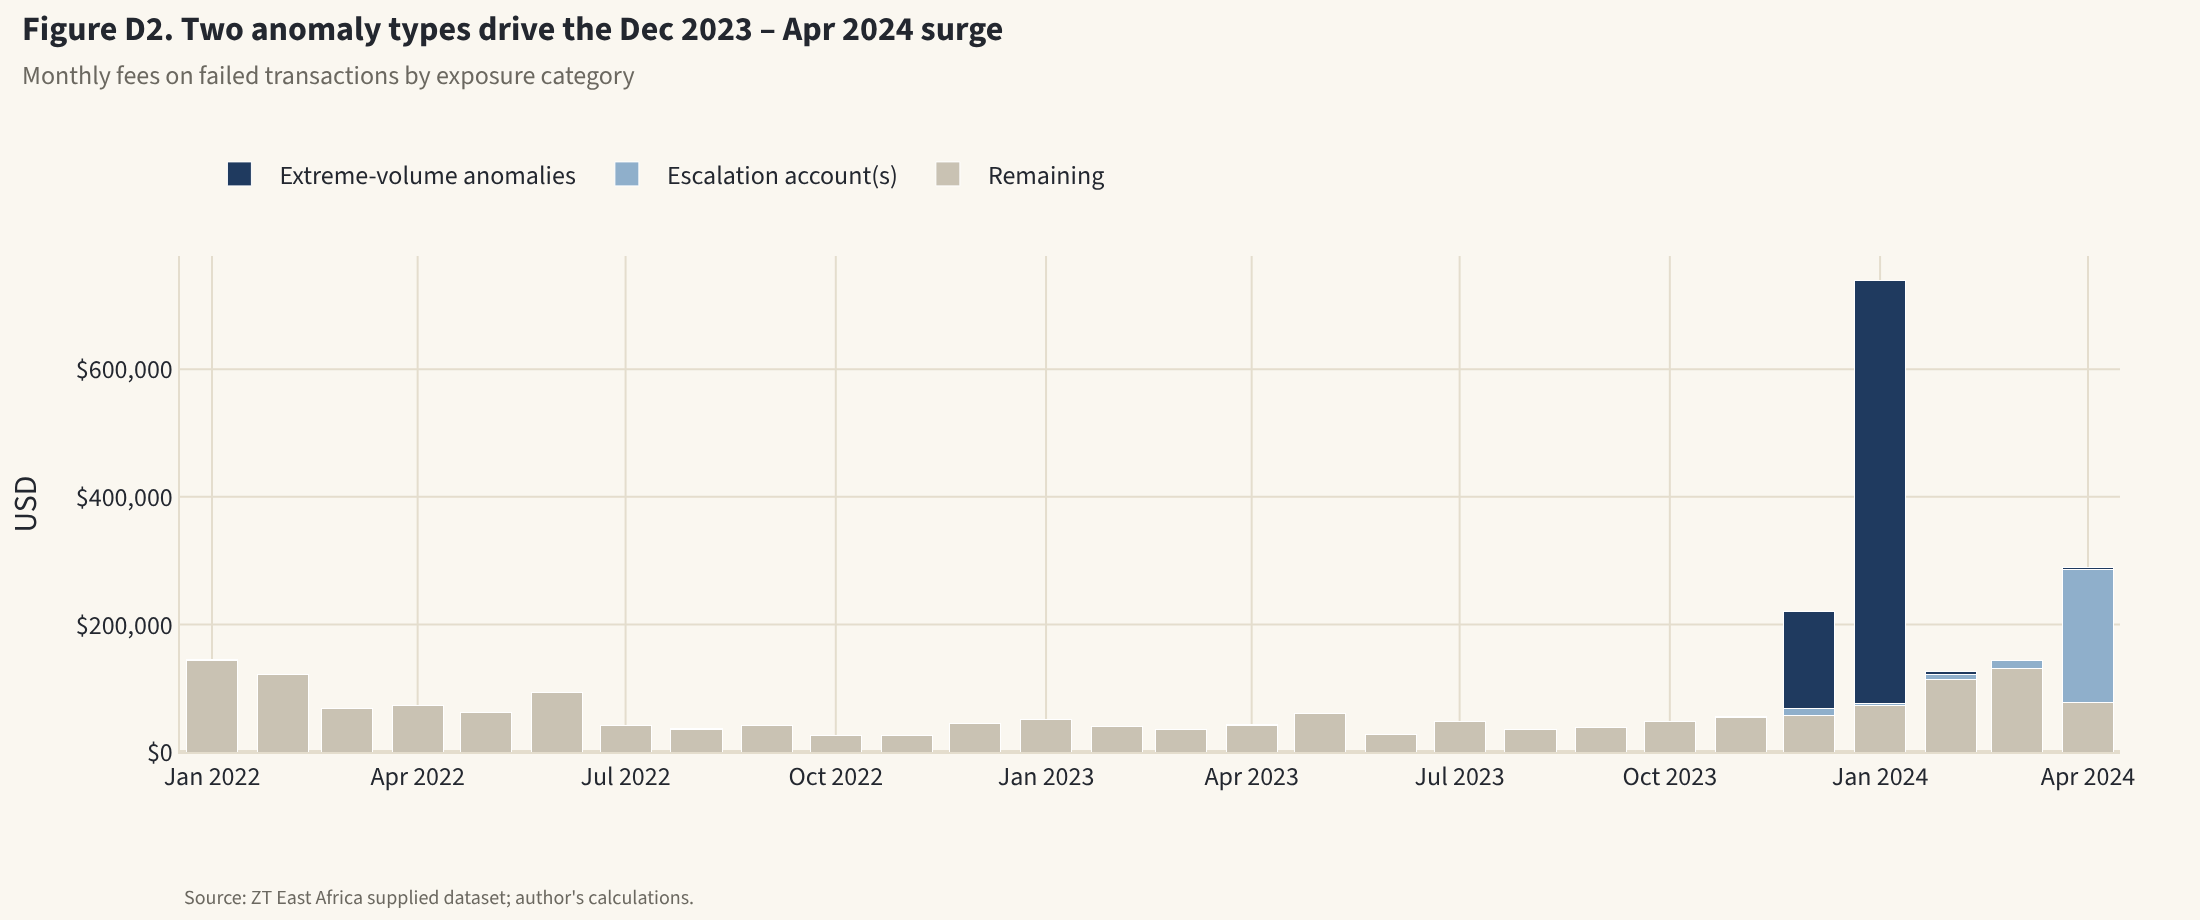 Figure D2. Two anomaly types drive the Dec 2023 – Apr 2024 surge
Monthly fees on failed transactions by exposure category
Extreme-volume anomalies
Escalation account(s)
Remaining
USD
$600,000
$400,000
$200,000
$0
Jan 2022
Apr 2022
Jul 2022
Oct 2022
Jan 2023
Apr 2023
Jul 2023
Oct 2023
Jan 2024
Apr 2024
Source: ZT East Africa supplied dataset; author's calculations.